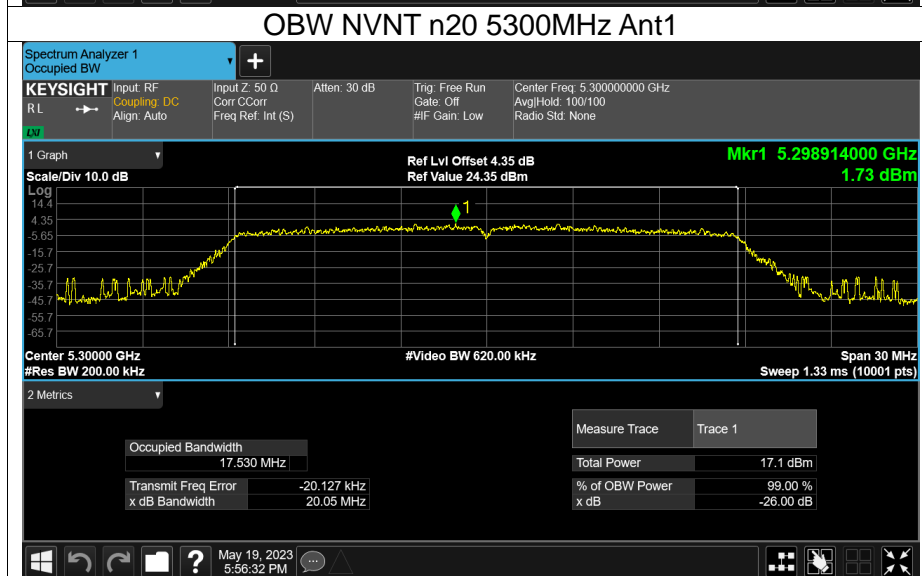 OBW NVNT n20 5300MHz Ant1
Spectrum Analyzer 1
Occupied BW
+
KEYSIGHT Input: RF Input Z: 50 Ω Atten: 30 dB Trig: Free Run Center Freq: 5.300000000 GHz
RL Coupling: DC Corr CCorr Gate: Off Avg|Hold: 100/100
Align: Auto Freq Ref: Int (S) #IF Gain: Low Radio Std: None
LXI
1 Graph Ref Lvl Offset 4.35 dB Mkr1 5.298914000 GHz
Scale/Div 10.0 dB Ref Value 24.35 dBm 1.73 dBm
Log
14.4
1
4.35
-5.65
-15.7
-25.7
-35.7
-45.7
-55.7
-65.7
Center 5.30000 GHz #Video BW 620.00 kHz Span 30 MHz
#Res BW 200.00 kHz Sweep 1.33 ms (10001 pts)
2 Metrics
Measure Trace Trace 1
Occupied Bandwidth
17.530 MHz Total Power 17.1 dBm
Transmit Freq Error -20.127 kHz % of OBW Power 99.00 %
x dB Bandwidth 20.05 MHz x dB -26.00 dB
? May 19, 2023
5:56:32 PM